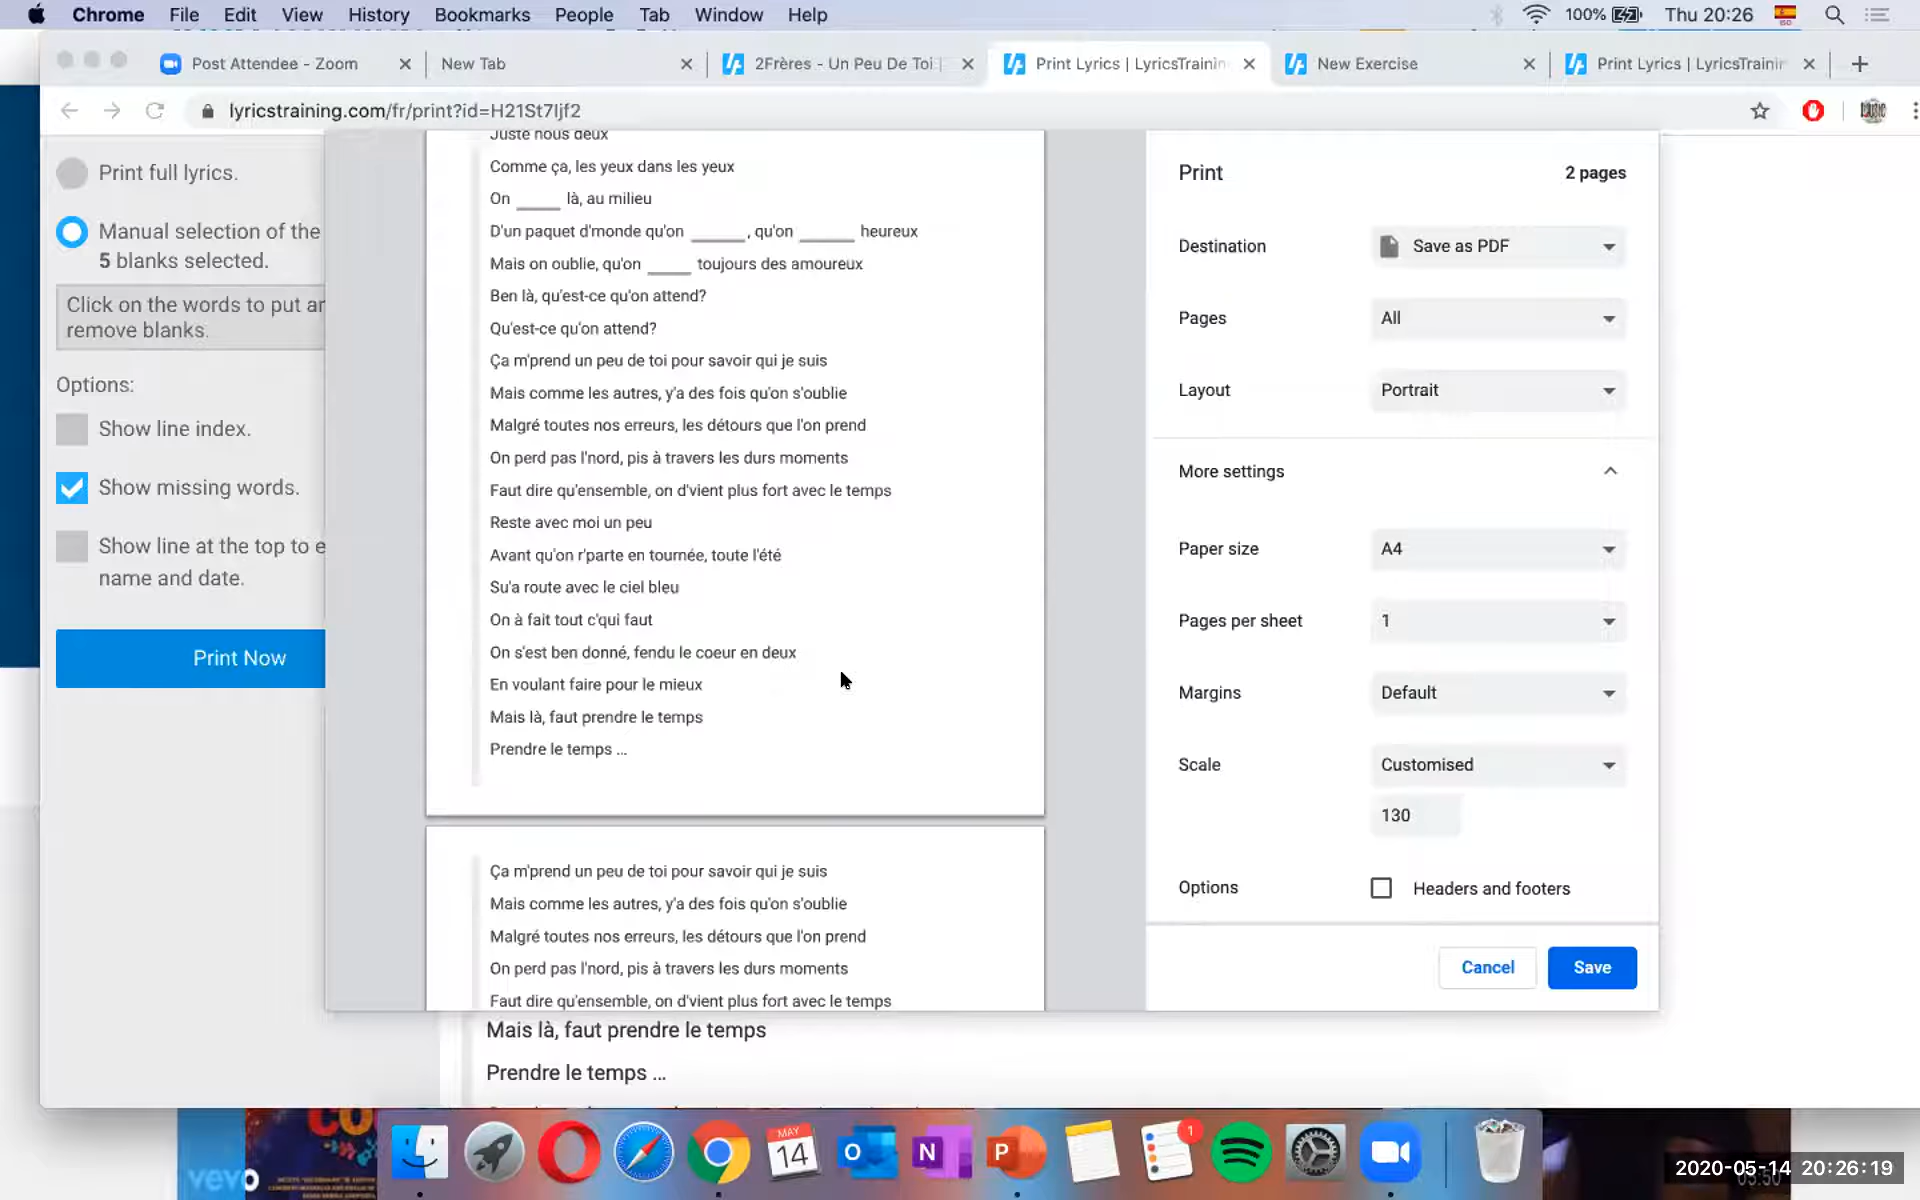 Chrome File Edit View History Bookmarks People Tab Window Help 100% Thu 20:26 ISO
Post Attendee - Zoom New Tab 2Frères - Un Peu De Toi | Print Lyrics | LyricsTrainin New Exercise Print Lyrics | LyricsTrainin
lyricstraining.com/fr/print?id=H21St7Ijf2
Print full lyrics.
Manual selection of the
5 blanks selected.
Click on the words to put an
remove blanks.
Options:
Show line index.
Show missing words.
Show line at the top to e
name and date.
Print Now
Juste nous deux
Comme ça, les yeux dans les yeux
On _____ là, au milieu
D'un paquet d'monde qu'on ______, qu'on ______ heureux
Mais on oublie, qu'on _____ toujours des amoureux
Ben là, qu'est-ce qu'on attend?
Qu'est-ce qu'on attend?
Ça m'prend un peu de toi pour savoir qui je suis
Mais comme les autres, y'a des fois qu'on s'oublie
Malgré toutes nos erreurs, les détours que l'on prend
On perd pas l'nord, pis à travers les durs moments
Faut dire qu'ensemble, on d'vient plus fort avec le temps
Reste avec moi un peu
Avant qu'on r'parte en tournée, toute l'été
Su'a route avec le ciel bleu
On à fait tout c'qui faut
On s'est ben donné, fendu le coeur en deux
En voulant faire pour le mieux
Mais là, faut prendre le temps
Prendre le temps ...
Ça m'prend un peu de toi pour savoir qui je suis
Mais comme les autres, y'a des fois qu'on s'oublie
Malgré toutes nos erreurs, les détours que l'on prend
On perd pas l'nord, pis à travers les durs moments
Faut dire qu'ensemble, on d'vient plus fort avec le temps
Mais là, faut prendre le temps
Prendre le temps ...
Print 2 pages
Destination Save as PDF
Pages All
Layout Portrait
More settings
Paper size A4
Pages per sheet 1
Margins Default
Scale Customised
130
Options Headers and footers
Cancel Save
vevo
CO
MAY
14
O
N
P
1
2020-05-14 20:26:19